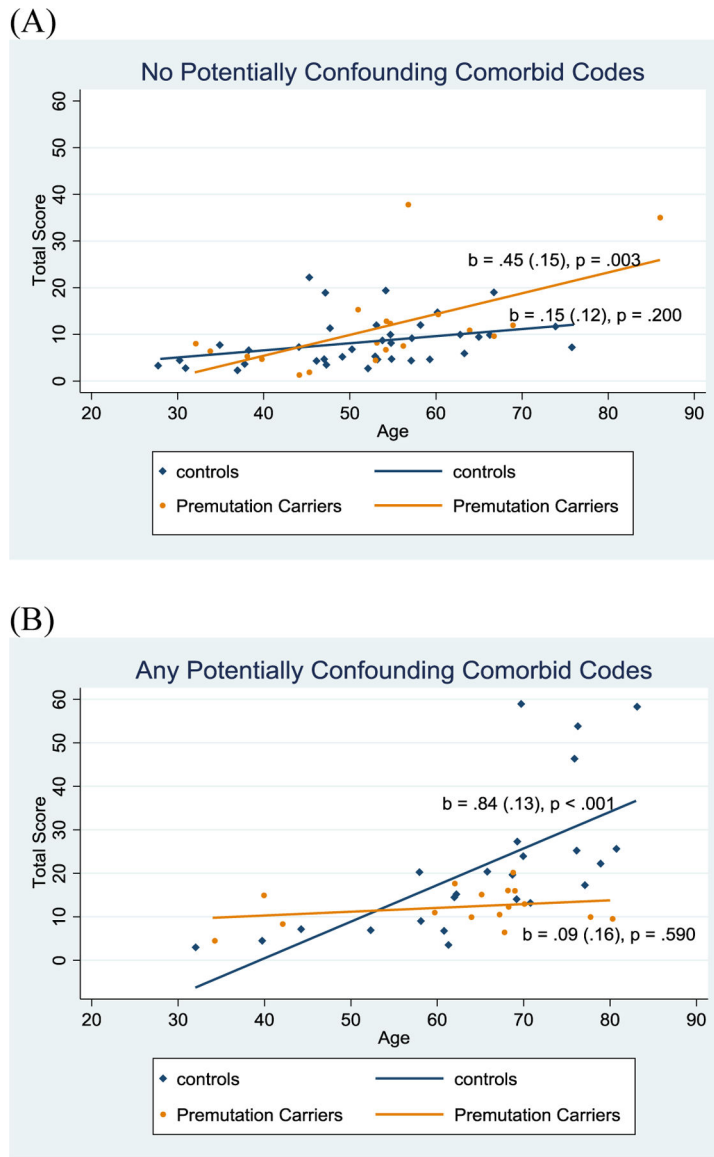 (A)
No Potentially Confounding Comorbid Codes
60
50
40
30
20
10
0
Total Score
b = .45 (.15), p = .003
b = .15 (.12), p = .200
20 30 40 50 60 70 80 90
Age
controls controls
Premutation Carriers Premutation Carriers
(B)
Any Potentially Confounding Comorbid Codes
60
50
40
30
20
10
0
Total Score
b = .84 (.13), p < .001
b = .09 (.16), p = .590
20 30 40 50 60 70 80 90
Age
controls controls
Premutation Carriers Premutation Carriers